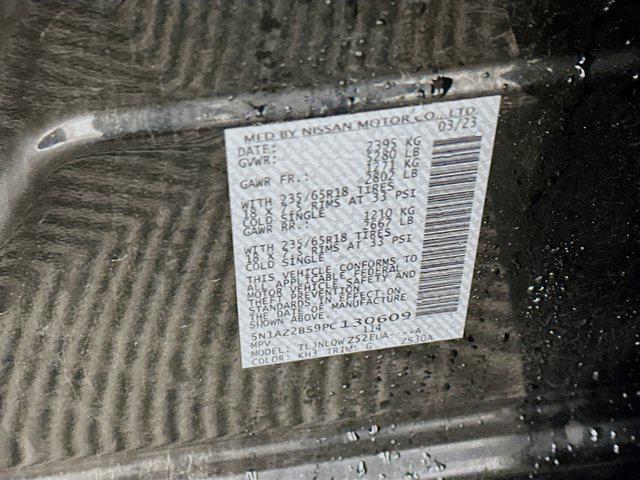 MFD BY NISSAN MOTOR CO., LTD
DATE: 03/23
GVWR: 2395 KG
5280 LB
GAWR FR.: 1271 KG
2802 LB
WITH 235/65R18 TIRES
18 X 7.5 RIMS AT 33 PSI
COLD SINGLE
GAWR RR.: 1210 KG
2667 LB
WITH 235/65R18 TIRES
18 X 7.5 RIMS AT 33 PSI
COLD SINGLE
THIS VEHICLE CONFORMS TO
ALL APPLICABLE FEDERAL
MOTOR VEHICLE SAFETY AND
THEFT PREVENTION
STANDARDS IN EFFECT ON
THE DATE OF MANUFACTURE
SHOWN ABOVE.
5N1AZ2BS9PC130609
MPV 114
MODEL: TLJNLOWZ52EUA---A
COLOR: KH3 TRIM: G ZS30A